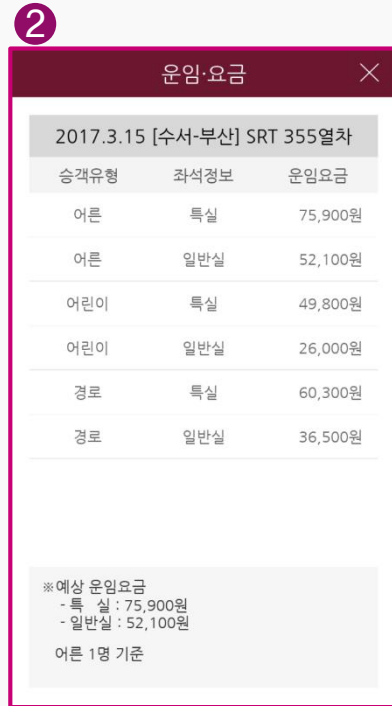 2
운임·요금
2017.3.15 [수서-부산] SRT 355열차
승객유형 좌석정보 운임요금
어른 특실 75,900원
어른 일반실 52,100원
어린이 특실 49,800원
어린이 일반실 26,000원
경로 특실 60,300원
경로 일반실 36,500원
※예상 운임요금
- 특 실 : 75,900원
- 일반실 : 52,100원
어른 1명 기준